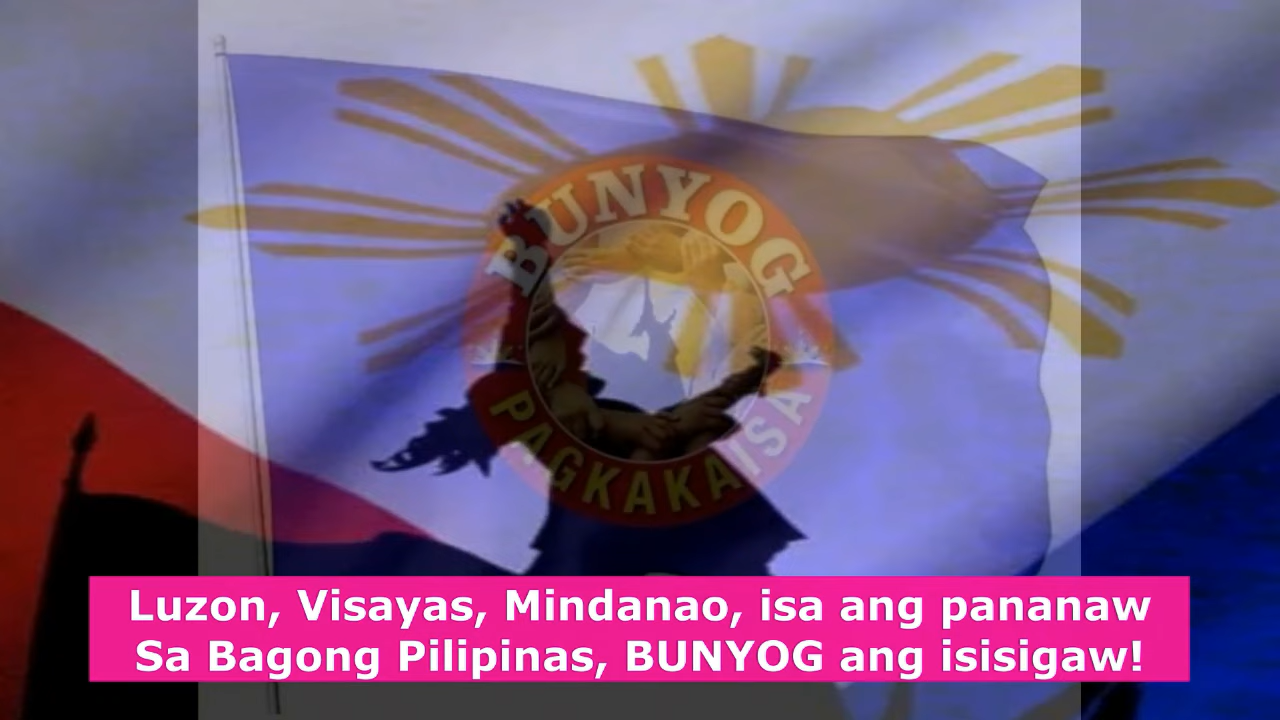 BUNYOG
PAGKAKAISA
Luzon, Visayas, Mindanao, isa ang pananaw
Sa Bagong Pilipinas, BUNYOG ang isisigaw!